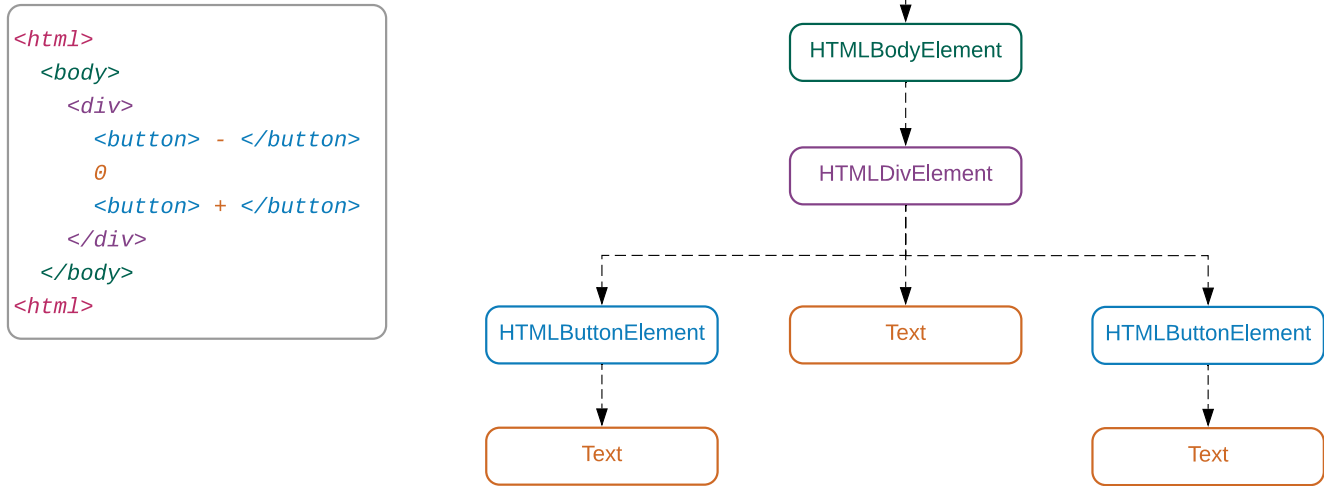 <html>
<body>
<div>
<button> - </button>
0
<button> + </button>
</div>
</body>
<html>
HTMLBodyElement
HTMLDivElement
HTMLButtonElement
Text
HTMLButtonElement
Text
Text